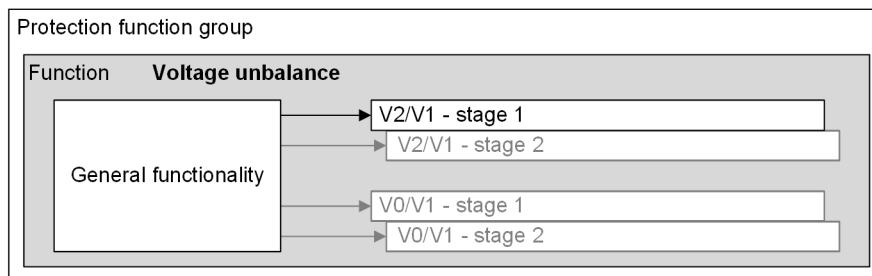 Protection function group
Function Voltage unbalance
V2/V1 - stage 1
V2/V1 - stage 2
General functionality
V0/V1 - stage 1
V0/V1 - stage 2